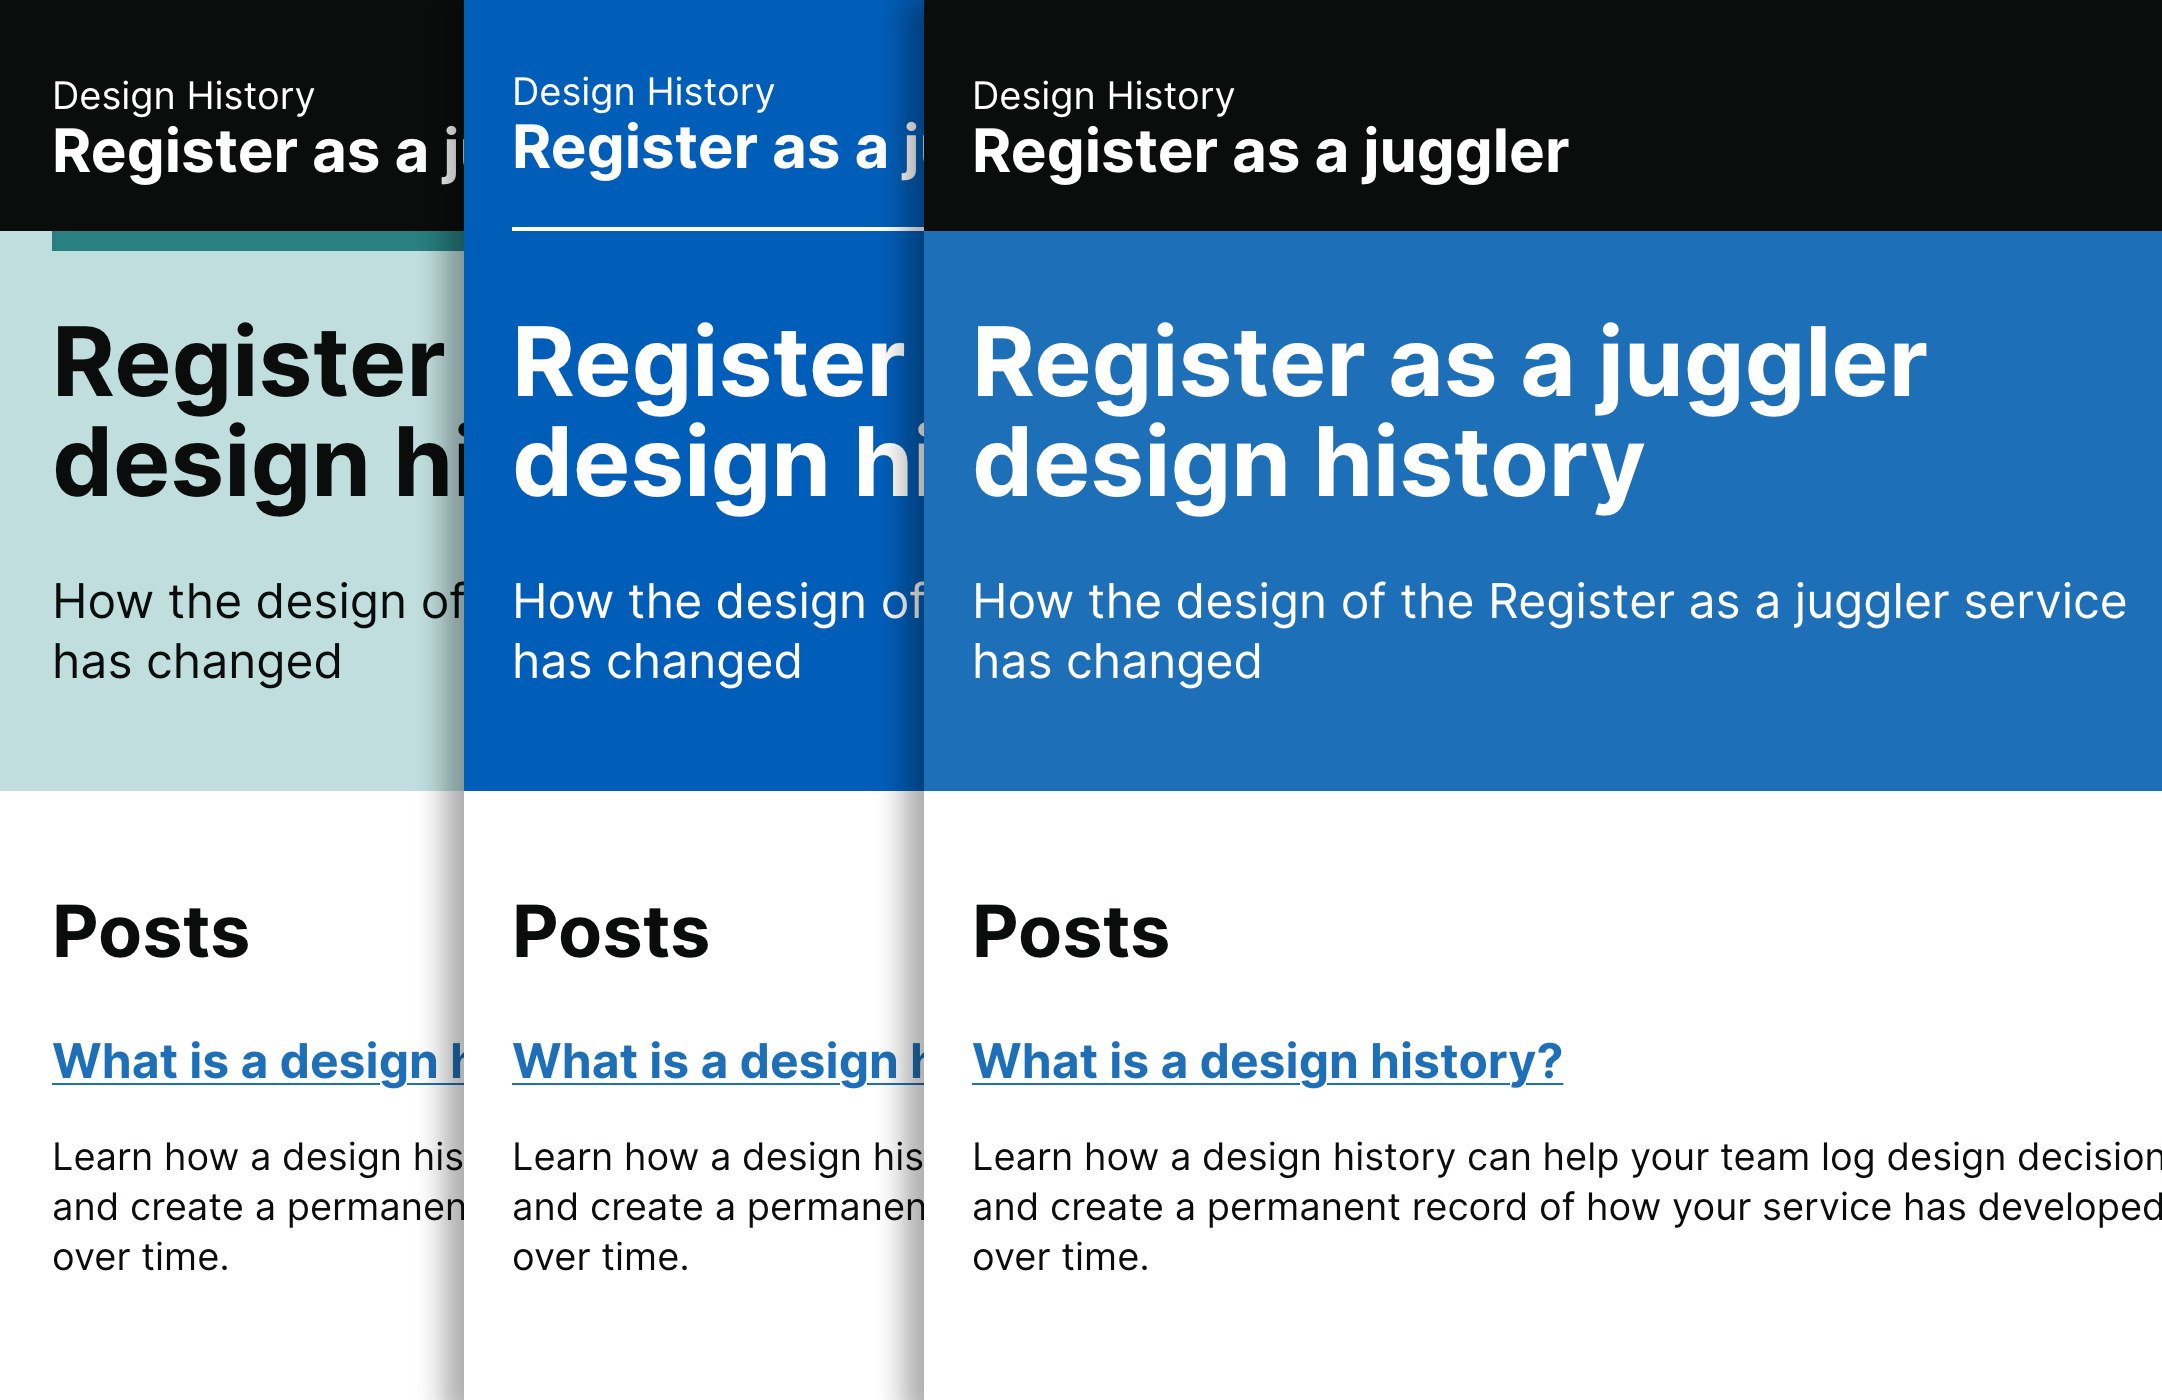 Design History
Register as a j
Register
design hi
How the design of
has changed
Posts
What is a design h
Learn how a design his
and create a permanen
over time.
Design History
Register as a j
Register
design hi
How the design of
has changed
Posts
What is a design h
Learn how a design his
and create a permanen
over time.
Design History
Register as a juggler
Register as a juggler
design history
How the design of the Register as a juggler service
has changed
Posts
What is a design history?
Learn how a design history can help your team log design decision
and create a permanent record of how your service has developed
over time.